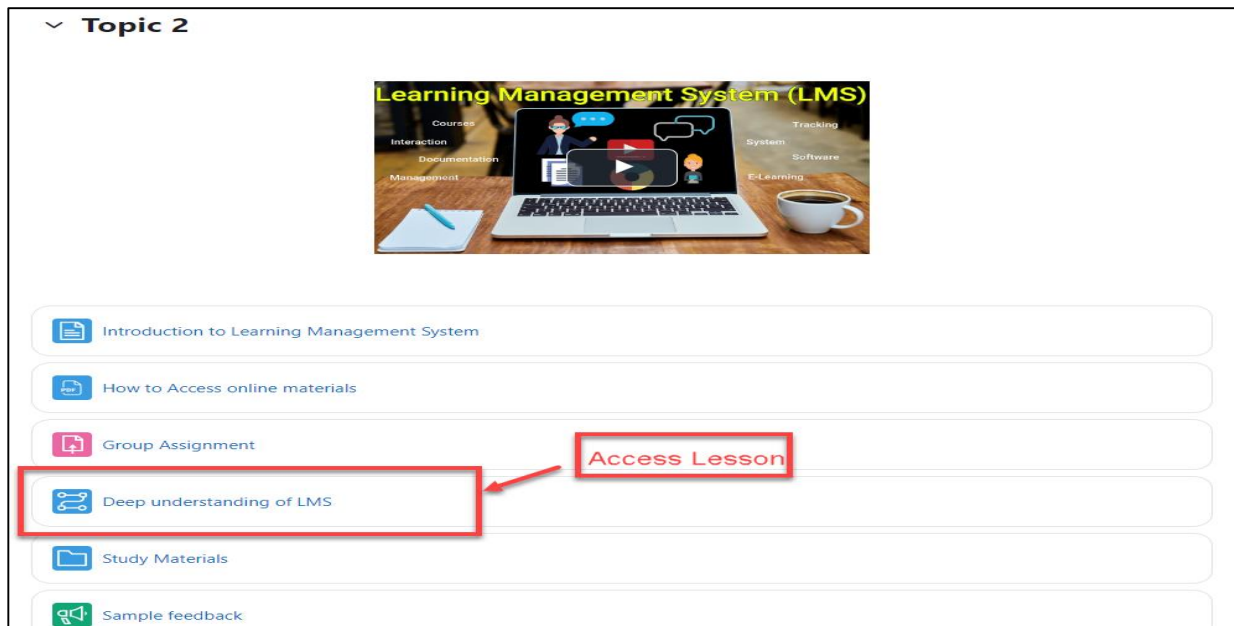 Topic 2
Learning Management System (LMS)
Courses
Interaction
Documentation
Management
Tracking
System
Software
E-Learning
Introduction to Learning Management System
PDF
How to Access online materials
Group Assignment
Access Lesson
Deep understanding of LMS
Study Materials
Sample feedback